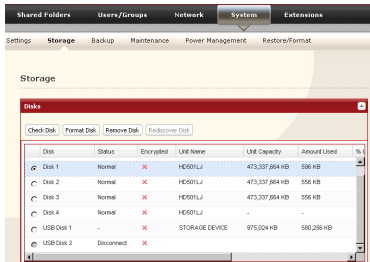 Shared Folders Users/Groups Network System Extensions
Settings Storage Backup Maintenance Power Management Restore/Format
Storage
Disks
Check Disk Format Disk Remove Disk Rediscover Disk
Disk Status Encrypted Unit Name Unit Capacity Amount Used %
Disk 1 Normal HD501LJ 473,337,664 KB 596 KB
Disk 2 Normal HD501LJ 473,337,664 KB 556 KB
Disk 3 Normal HD501LJ 473,337,664 KB 556 KB
Disk 4 Normal HD501LJ - -
USB Disk 1 - STORAGE DEVICE 975,024 KB 580,256 KB
USB Disk 2 Disconnect